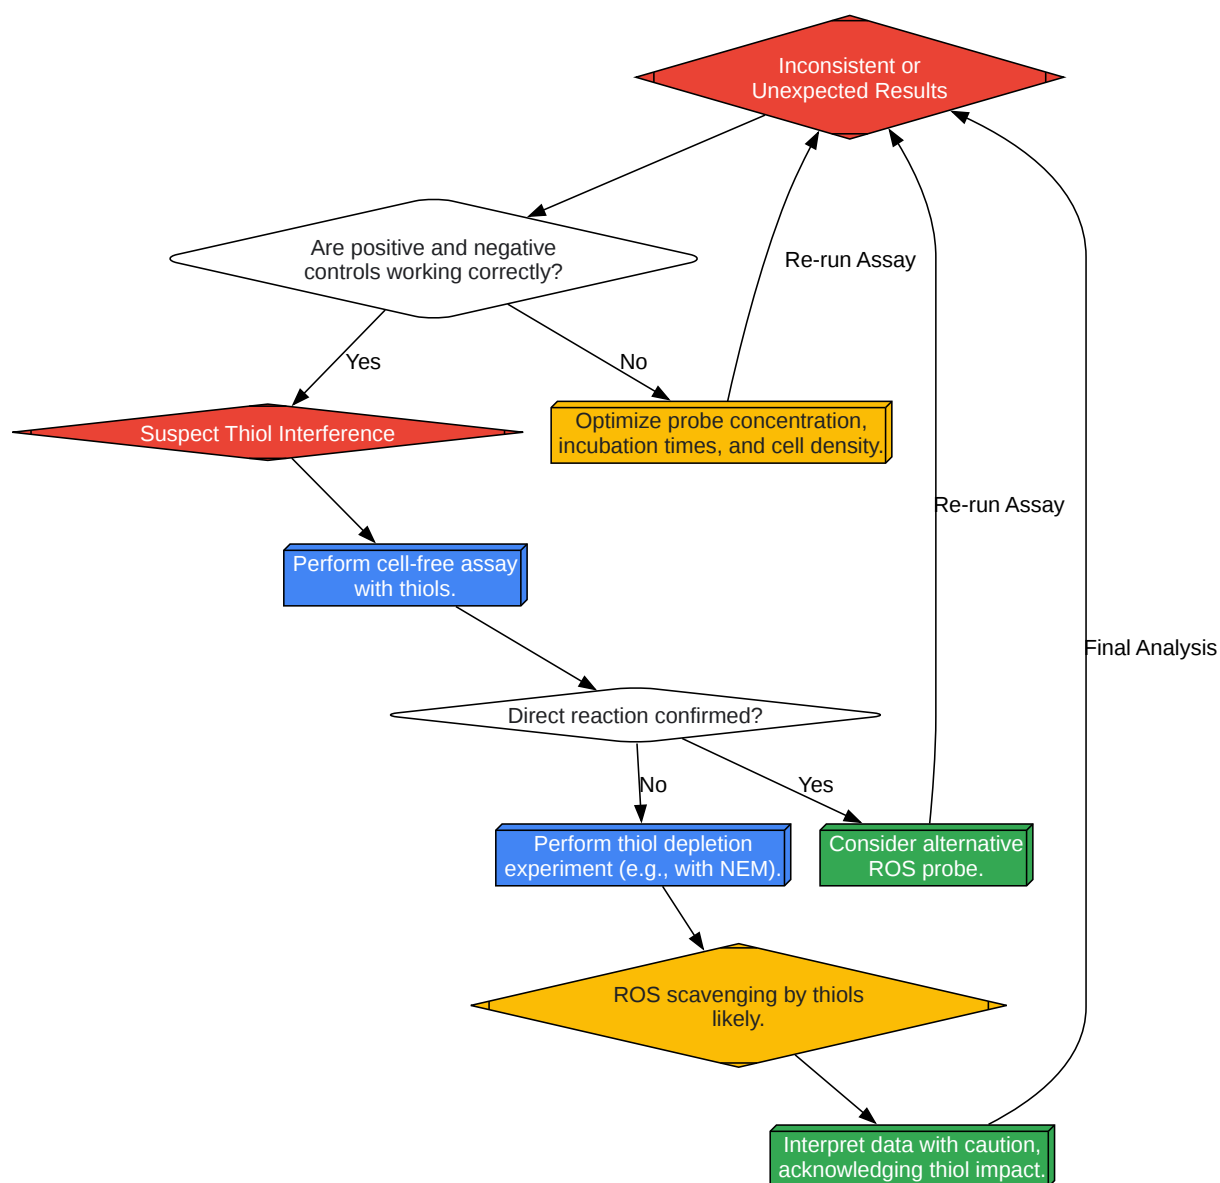 Inconsistent or
Unexpected Results
Are positive and negative
controls working correctly?
Re-run Assay
Yes
No
Suspect Thiol Interference
Optimize probe concentration,
incubation times, and cell density.
Re-run Assay
Perform cell-free assay
with thiols.
Final Analysis
Direct reaction confirmed?
No
Yes
Perform thiol depletion
experiment (e.g., with NEM).
Consider alternative
ROS probe.
ROS scavenging by thiols
likely.
Interpret data with caution,
acknowledging thiol impact.